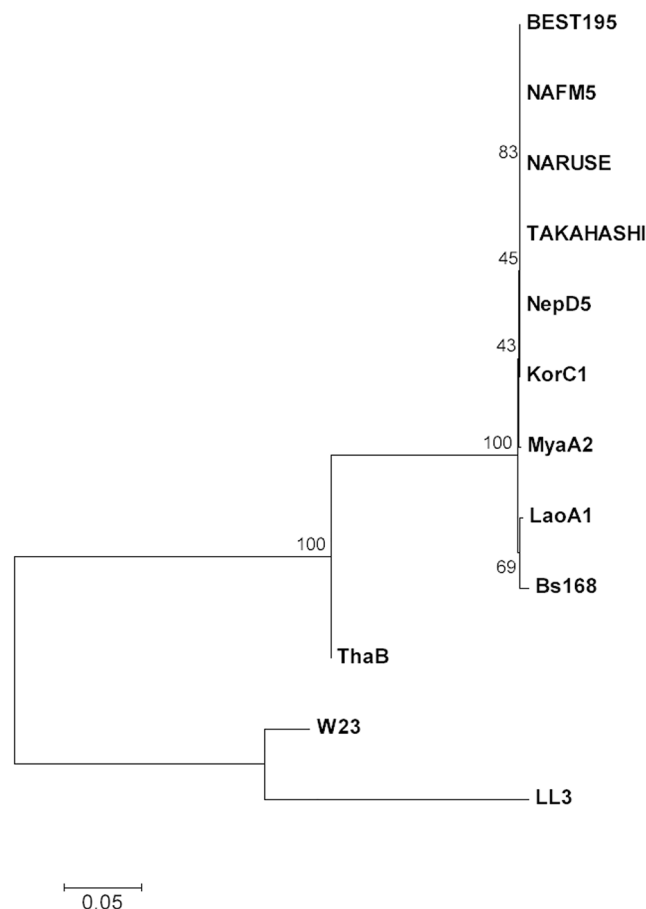 BEST195
NAFM5
83
NARUSE
TAKAHASHI
45
NepD5
43
KorC1
100
MyaA2
LaoA1
100
69
Bs168
ThaB
W23
LL3
0.05